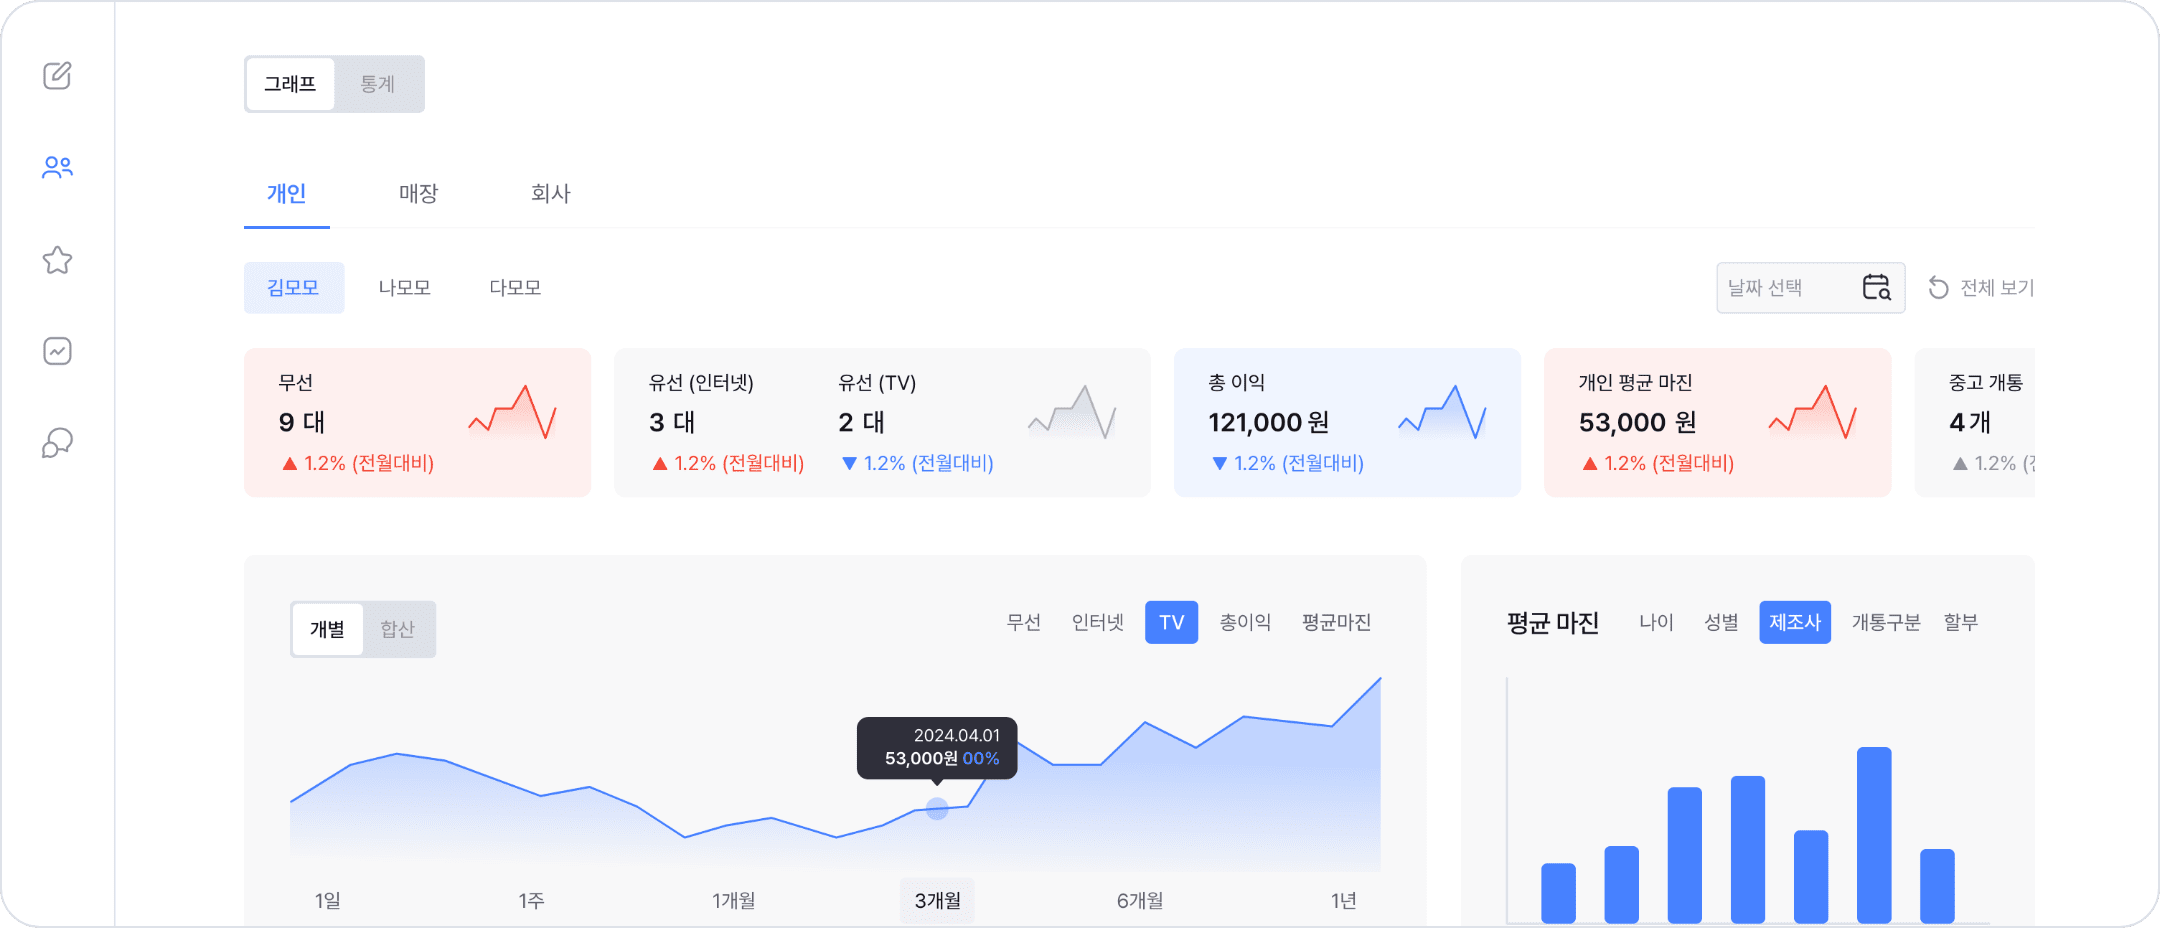 그래프 통계
개인 매장 회사
김모모 나모모 다모모 날짜 선택 전체 보기
무선
9 대
▲ 1.2% (전월대비)
유선 (인터넷)
3 대
▲ 1.2% (전월대비)
유선 (TV)
2 대
▼ 1.2% (전월대비)
총 이익
121,000 원
▼ 1.2% (전월대비)
개인 평균 마진
53,000 원
▲ 1.2% (전월대비)
중고 개통
4 개
▲ 1.2%
개별 합산
무선 인터넷 TV 총이익 평균마진
2024.04.01
53,000원 00%
1일 1주 1개월 3개월 6개월 1년
평균 마진 나이 성별 제조사 개통구분 할부